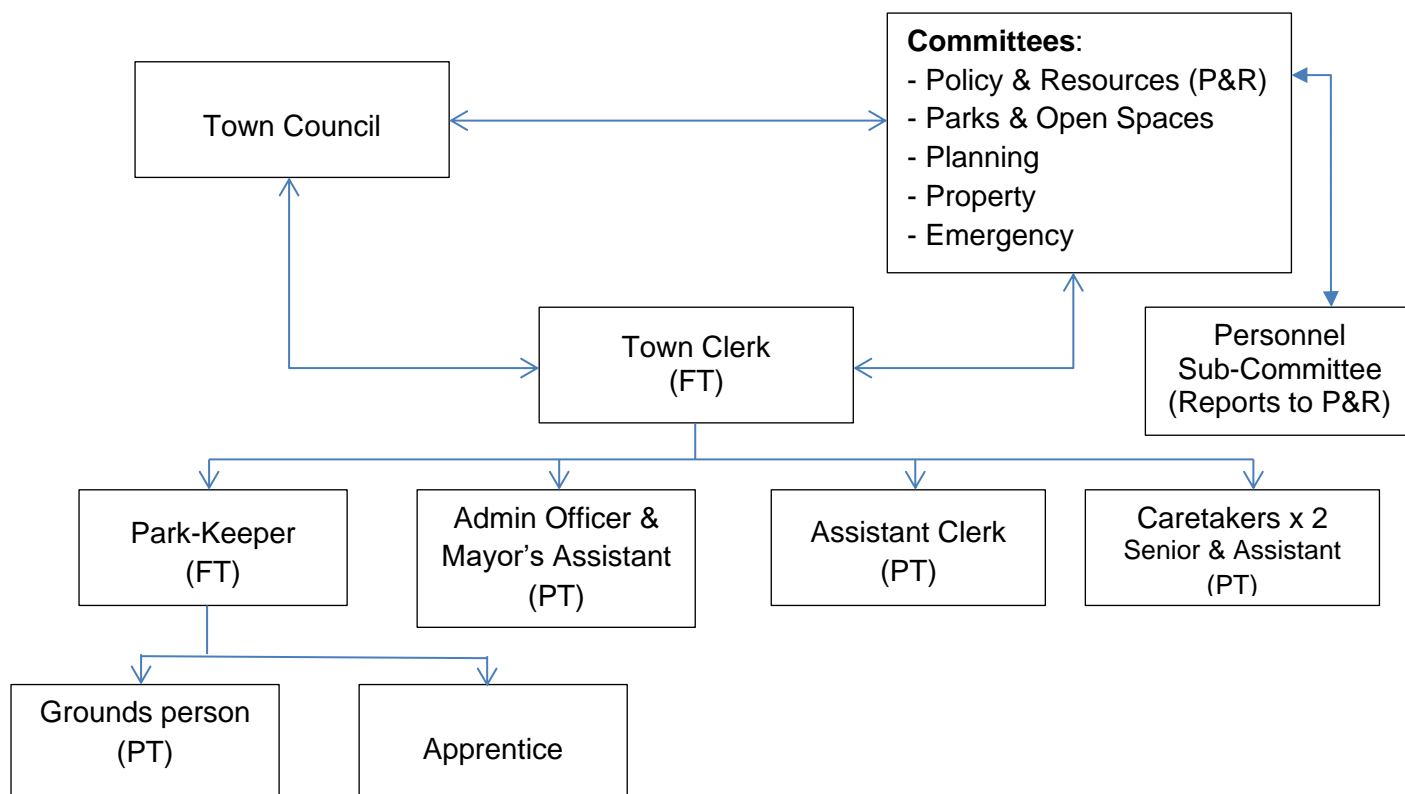 Town Council
Committees:
- Policy & Resources (P&R)
- Parks & Open Spaces
- Planning
- Property
- Emergency
Town Clerk
(FT)
Personnel
Sub-Committee
(Reports to P&R)
Park-Keeper
(FT)
Admin Officer &
Mayor’s Assistant
(PT)
Assistant Clerk
(PT)
Caretakers x 2
Senior & Assistant
(PT)
Grounds person
(PT)
Apprentice